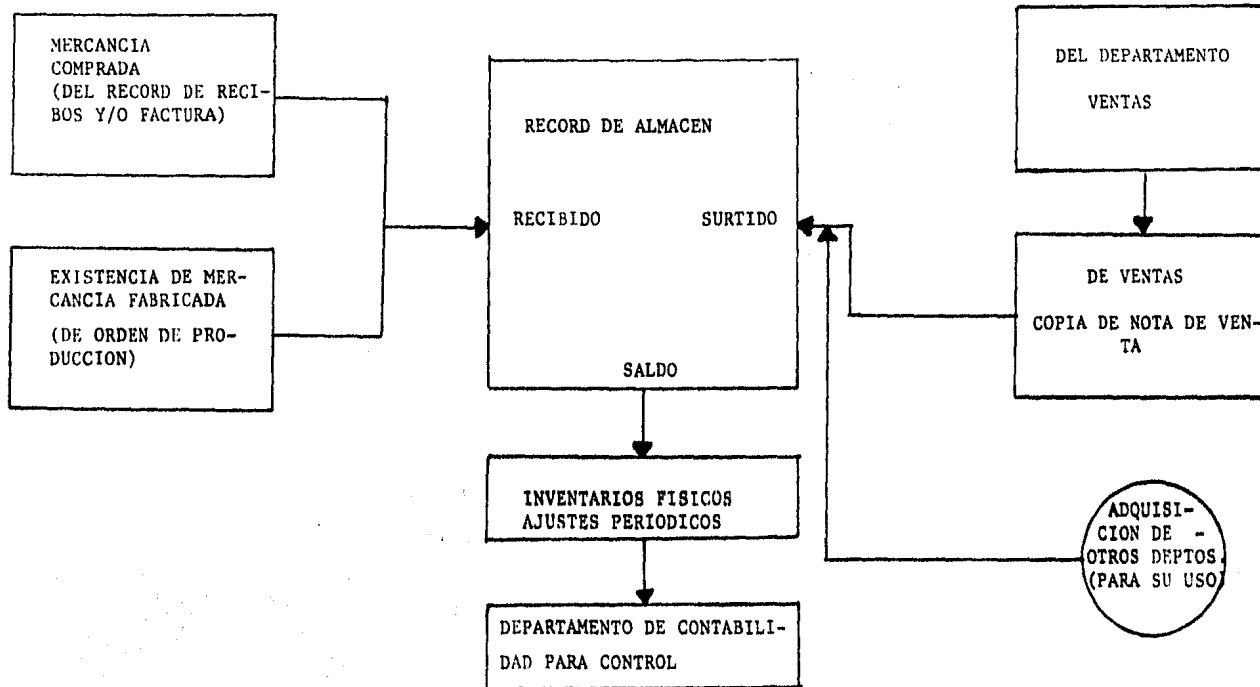 MERCANCIA
COMPRADA
(DEL RECORD DE RECI-
BOS Y/O FACTURA)
EXISTENCIA DE MER-
CANCIA FABRICADA
(DE ORDEN DE PRO-
DUCCION)
RECORD DE ALMACEN
RECIBIDO SURTIDO
SALDO
INVENTARIOS FISICOS
AJUSTES PERIODICOS
DEPARTAMENTO DE CONTABILI-
DAD PARA CONTROL
DEL DEPARTAMENTO
VENTAS
DE VENTAS
COPIA DE NOTA DE VEN-
TA
ADQUISI-
CION DE -
OTROS DEPTOS.
(PARA SU USO)